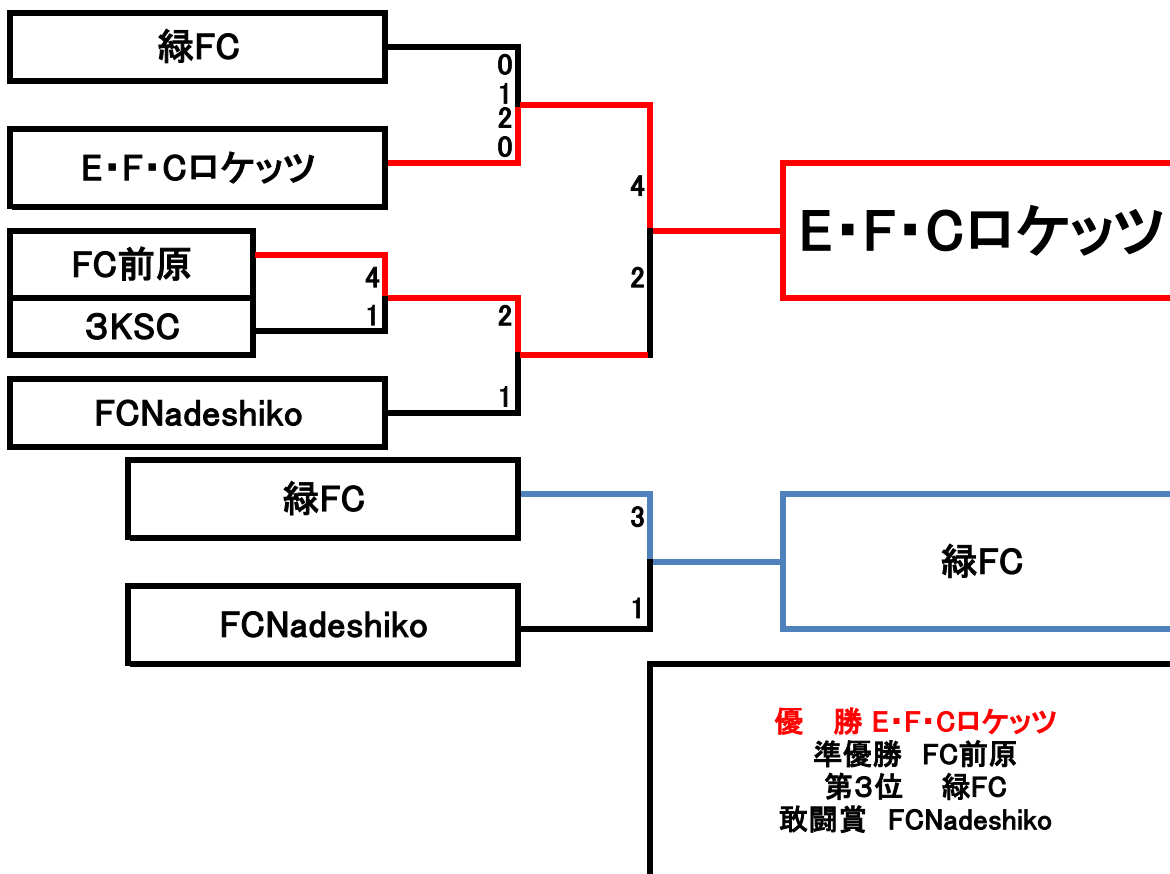 緑FC
0
1
2
0
E・F・Cロケッツ
4
E・F・Cロケッツ
FC前原
4
2
3KSC
1
2
1
FCNadeshiko
緑FC
3
緑FC
1
FCNadeshiko
優　勝 E・F・Cロケッツ
準優勝　FC前原
第3位　緑FC
敢闘賞　FCNadeshiko